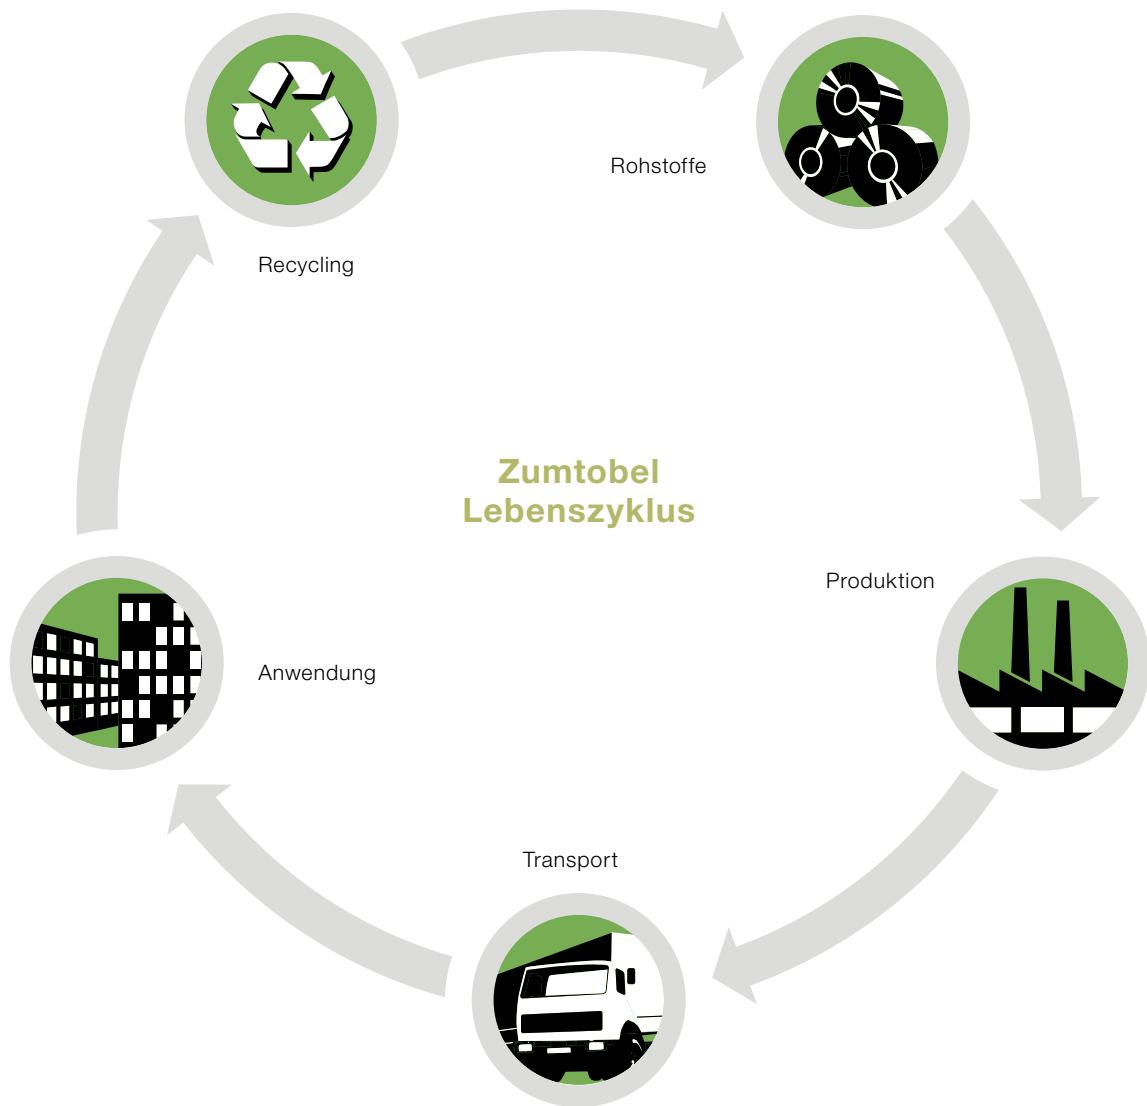 Rohstoffe
Recycling
Zumtobel
Lebenszyklus
Produktion
Anwendung
Transport